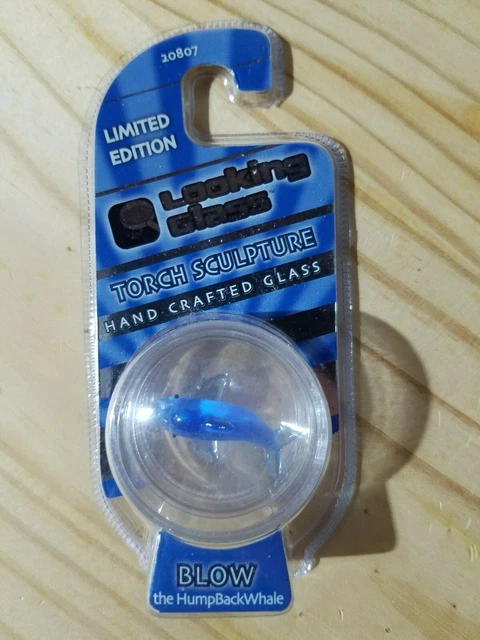 20807
LIMITED
EDITION
Looking
Glass
TORCH SCULPTURE
HAND CRAFTED GLASS
BLOW
the HumpBackWhale